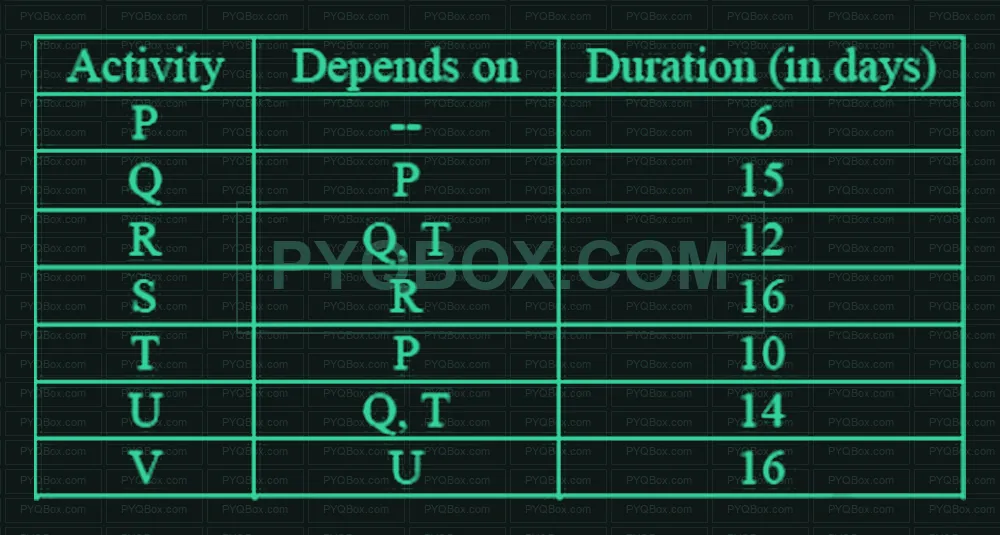 Activity Depends on Duration (in days)
P -- 6
Q P 15
R Q, T 12
S R 16
T P 10
U Q, T 14
V U 16
PYQBOX.COM